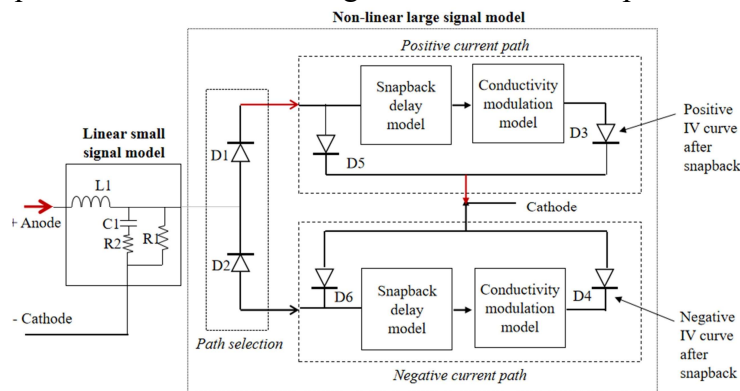 Non-linear large signal model
Positive current path
Snapback
delay
model
Conductivity
modulation
model
D3
D5
Positive
IV curve
after
snapback
Linear small
signal model
L1
+ Anode
C1
R2
R1
- Cathode
D1
D2
Path selection
Cathode
D6
Snapback
delay
model
Conductivity
modulation
model
D4
Negative
IV curve
after
snapback
Negative current path